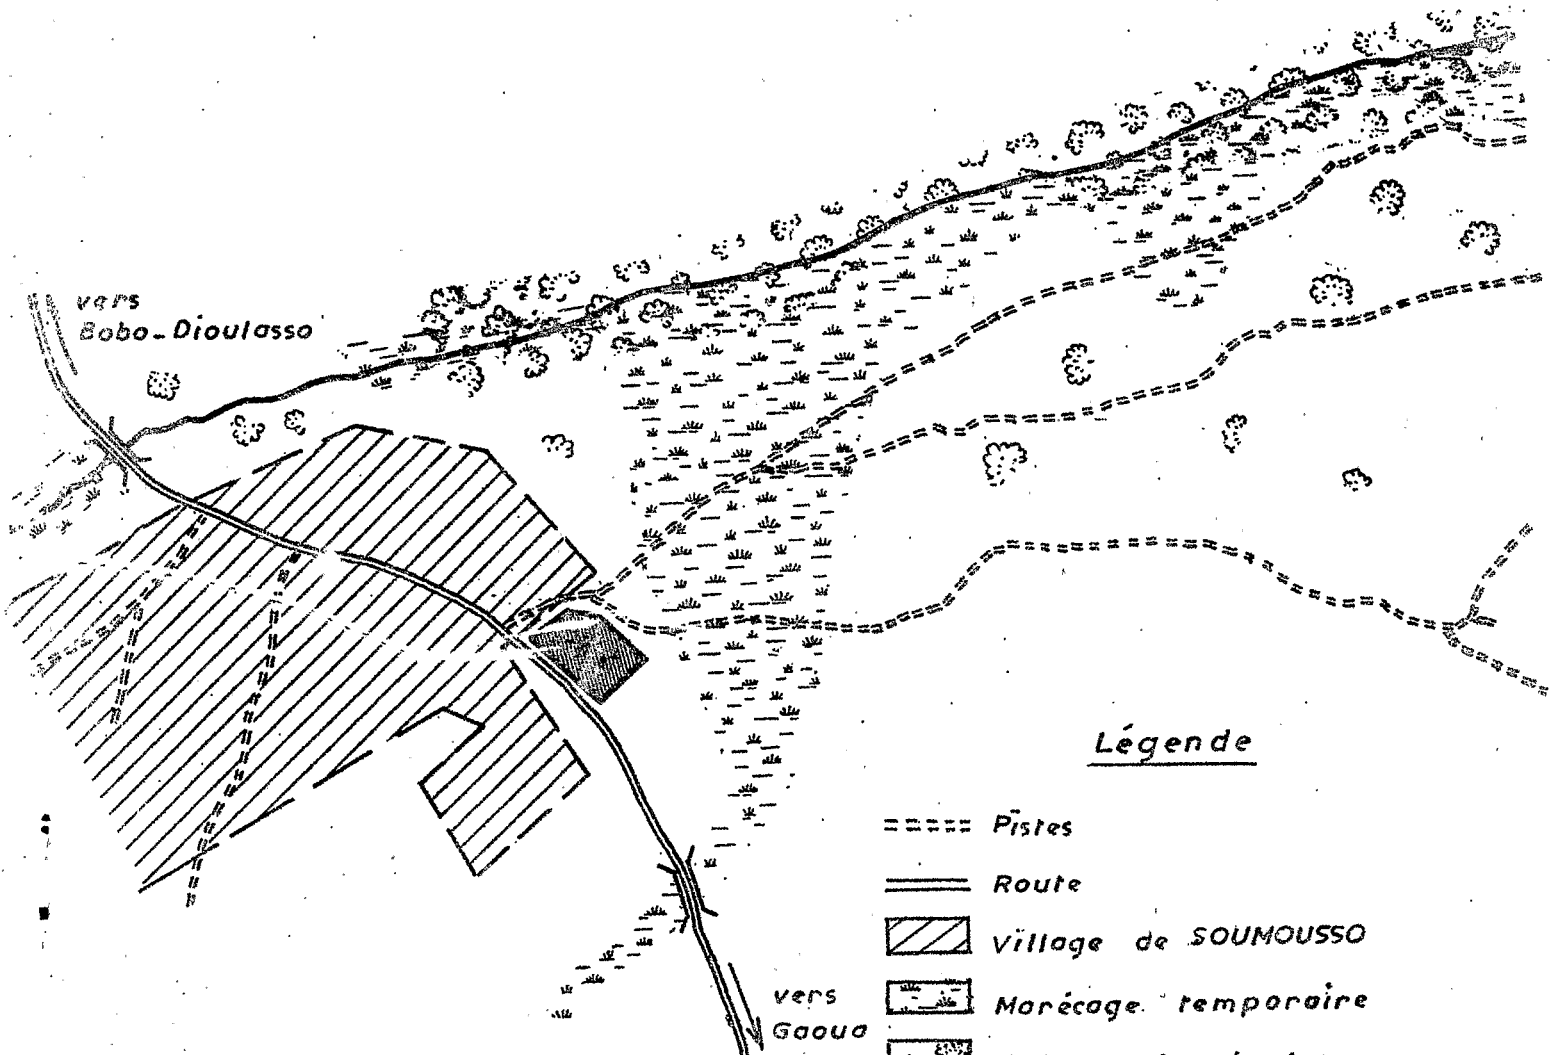 vers
Bobo-Dioulasso
Légende
Pistes
Route
Village de SOUMOUSSO
Marécage temporaire
vers
Gaoua